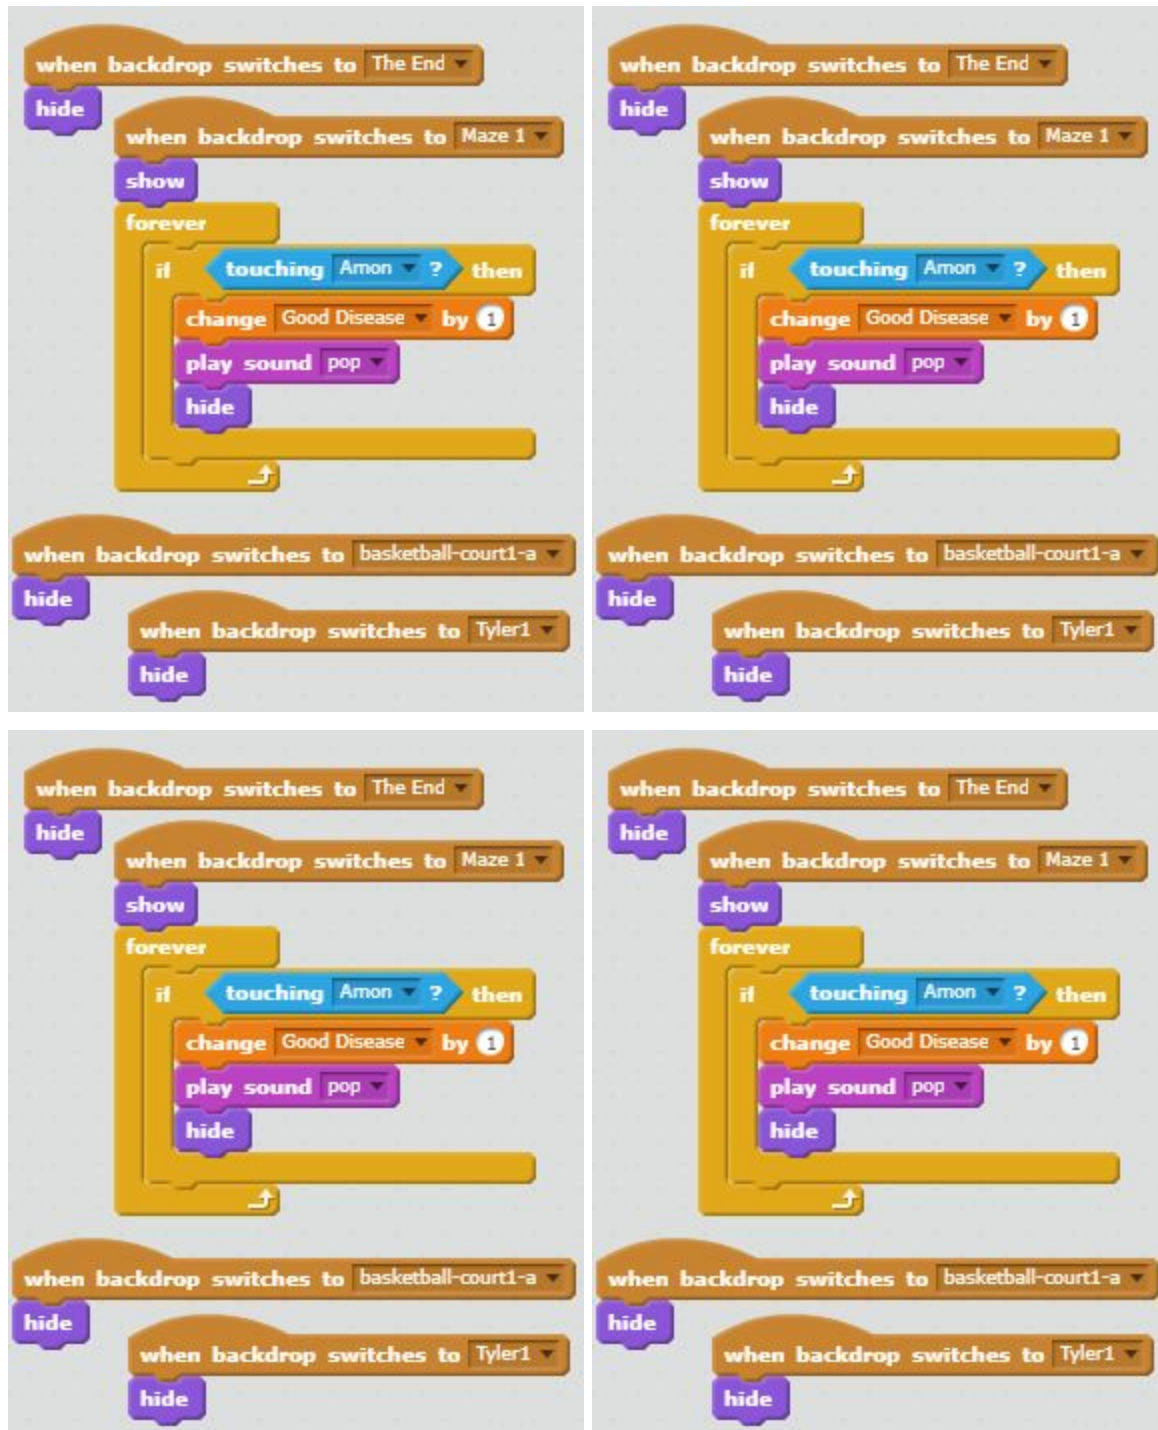 when backdrop switches to The End
hide
when backdrop switches to Maze 1
show
forever
if touching Amon ? then
change Good Disease by 1
play sound pop
hide
when backdrop switches to basketball-court1-a
hide
when backdrop switches to Tyler1
hide
when backdrop switches to The End
hide
when backdrop switches to Maze 1
show
forever
if touching Amon ? then
change Good Disease by 1
play sound pop
hide
when backdrop switches to basketball-court1-a
hide
when backdrop switches to Tyler1
hide
when backdrop switches to The End
hide
when backdrop switches to Maze 1
show
forever
if touching Amon ? then
change Good Disease by 1
play sound pop
hide
when backdrop switches to basketball-court1-a
hide
when backdrop switches to Tyler1
hide
when backdrop switches to The End
hide
when backdrop switches to Maze 1
show
forever
if touching Amon ? then
change Good Disease by 1
play sound pop
hide
when backdrop switches to basketball-court1-a
hide
when backdrop switches to Tyler1
hide